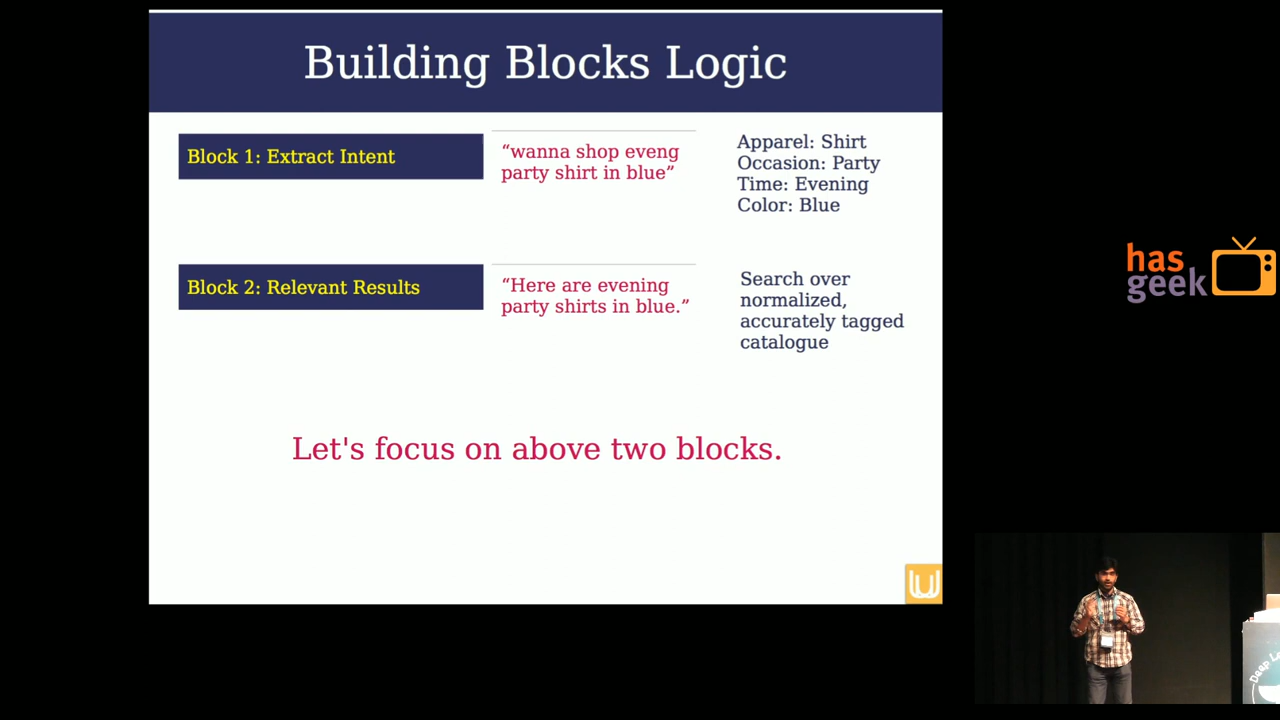 Building Blocks Logic
Block 1: Extract Intent
“wanna shop eveng
party shirt in blue”
Apparel: Shirt
Occasion: Party
Time: Evening
Color: Blue
Block 2: Relevant Results
“Here are evening
party shirts in blue.”
Search over
normalized,
accurately tagged
catalogue
Let's focus on above two blocks.
has
geek
Deep